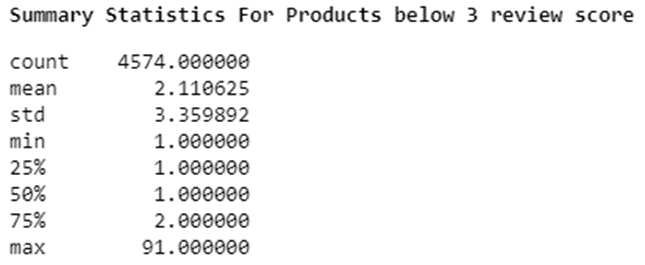 Summary Statistics For Products below 3 review score
count 4574.000000
mean 2.110625
std 3.359892
min 1.000000
25% 1.000000
50% 1.000000
75% 2.000000
max 91.000000